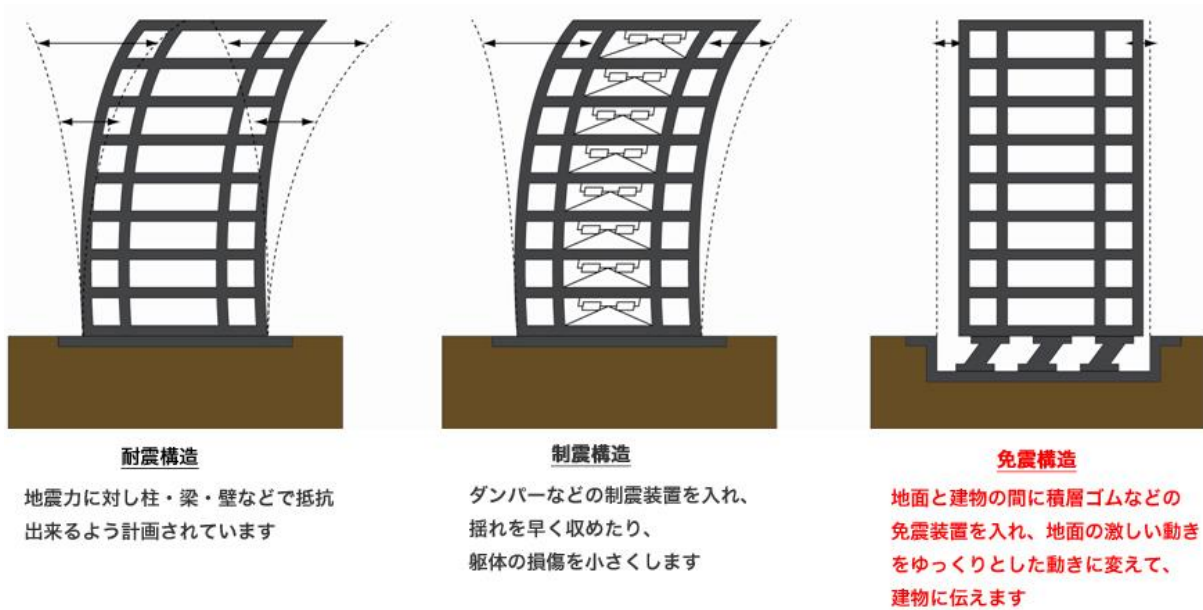 耐震構造
地震力に対し柱・梁・壁などで抵抗
出来るよう計画されています
制震構造
ダンパーなどの制震装置を入れ、
揺れを早く収めたり、
躯体の損傷を小さくします
免震構造
地面と建物の間に積層ゴムなどの
免震装置を入れ、地面の激しい動き
をゆっくりとした動きに変えて、
建物に伝えます